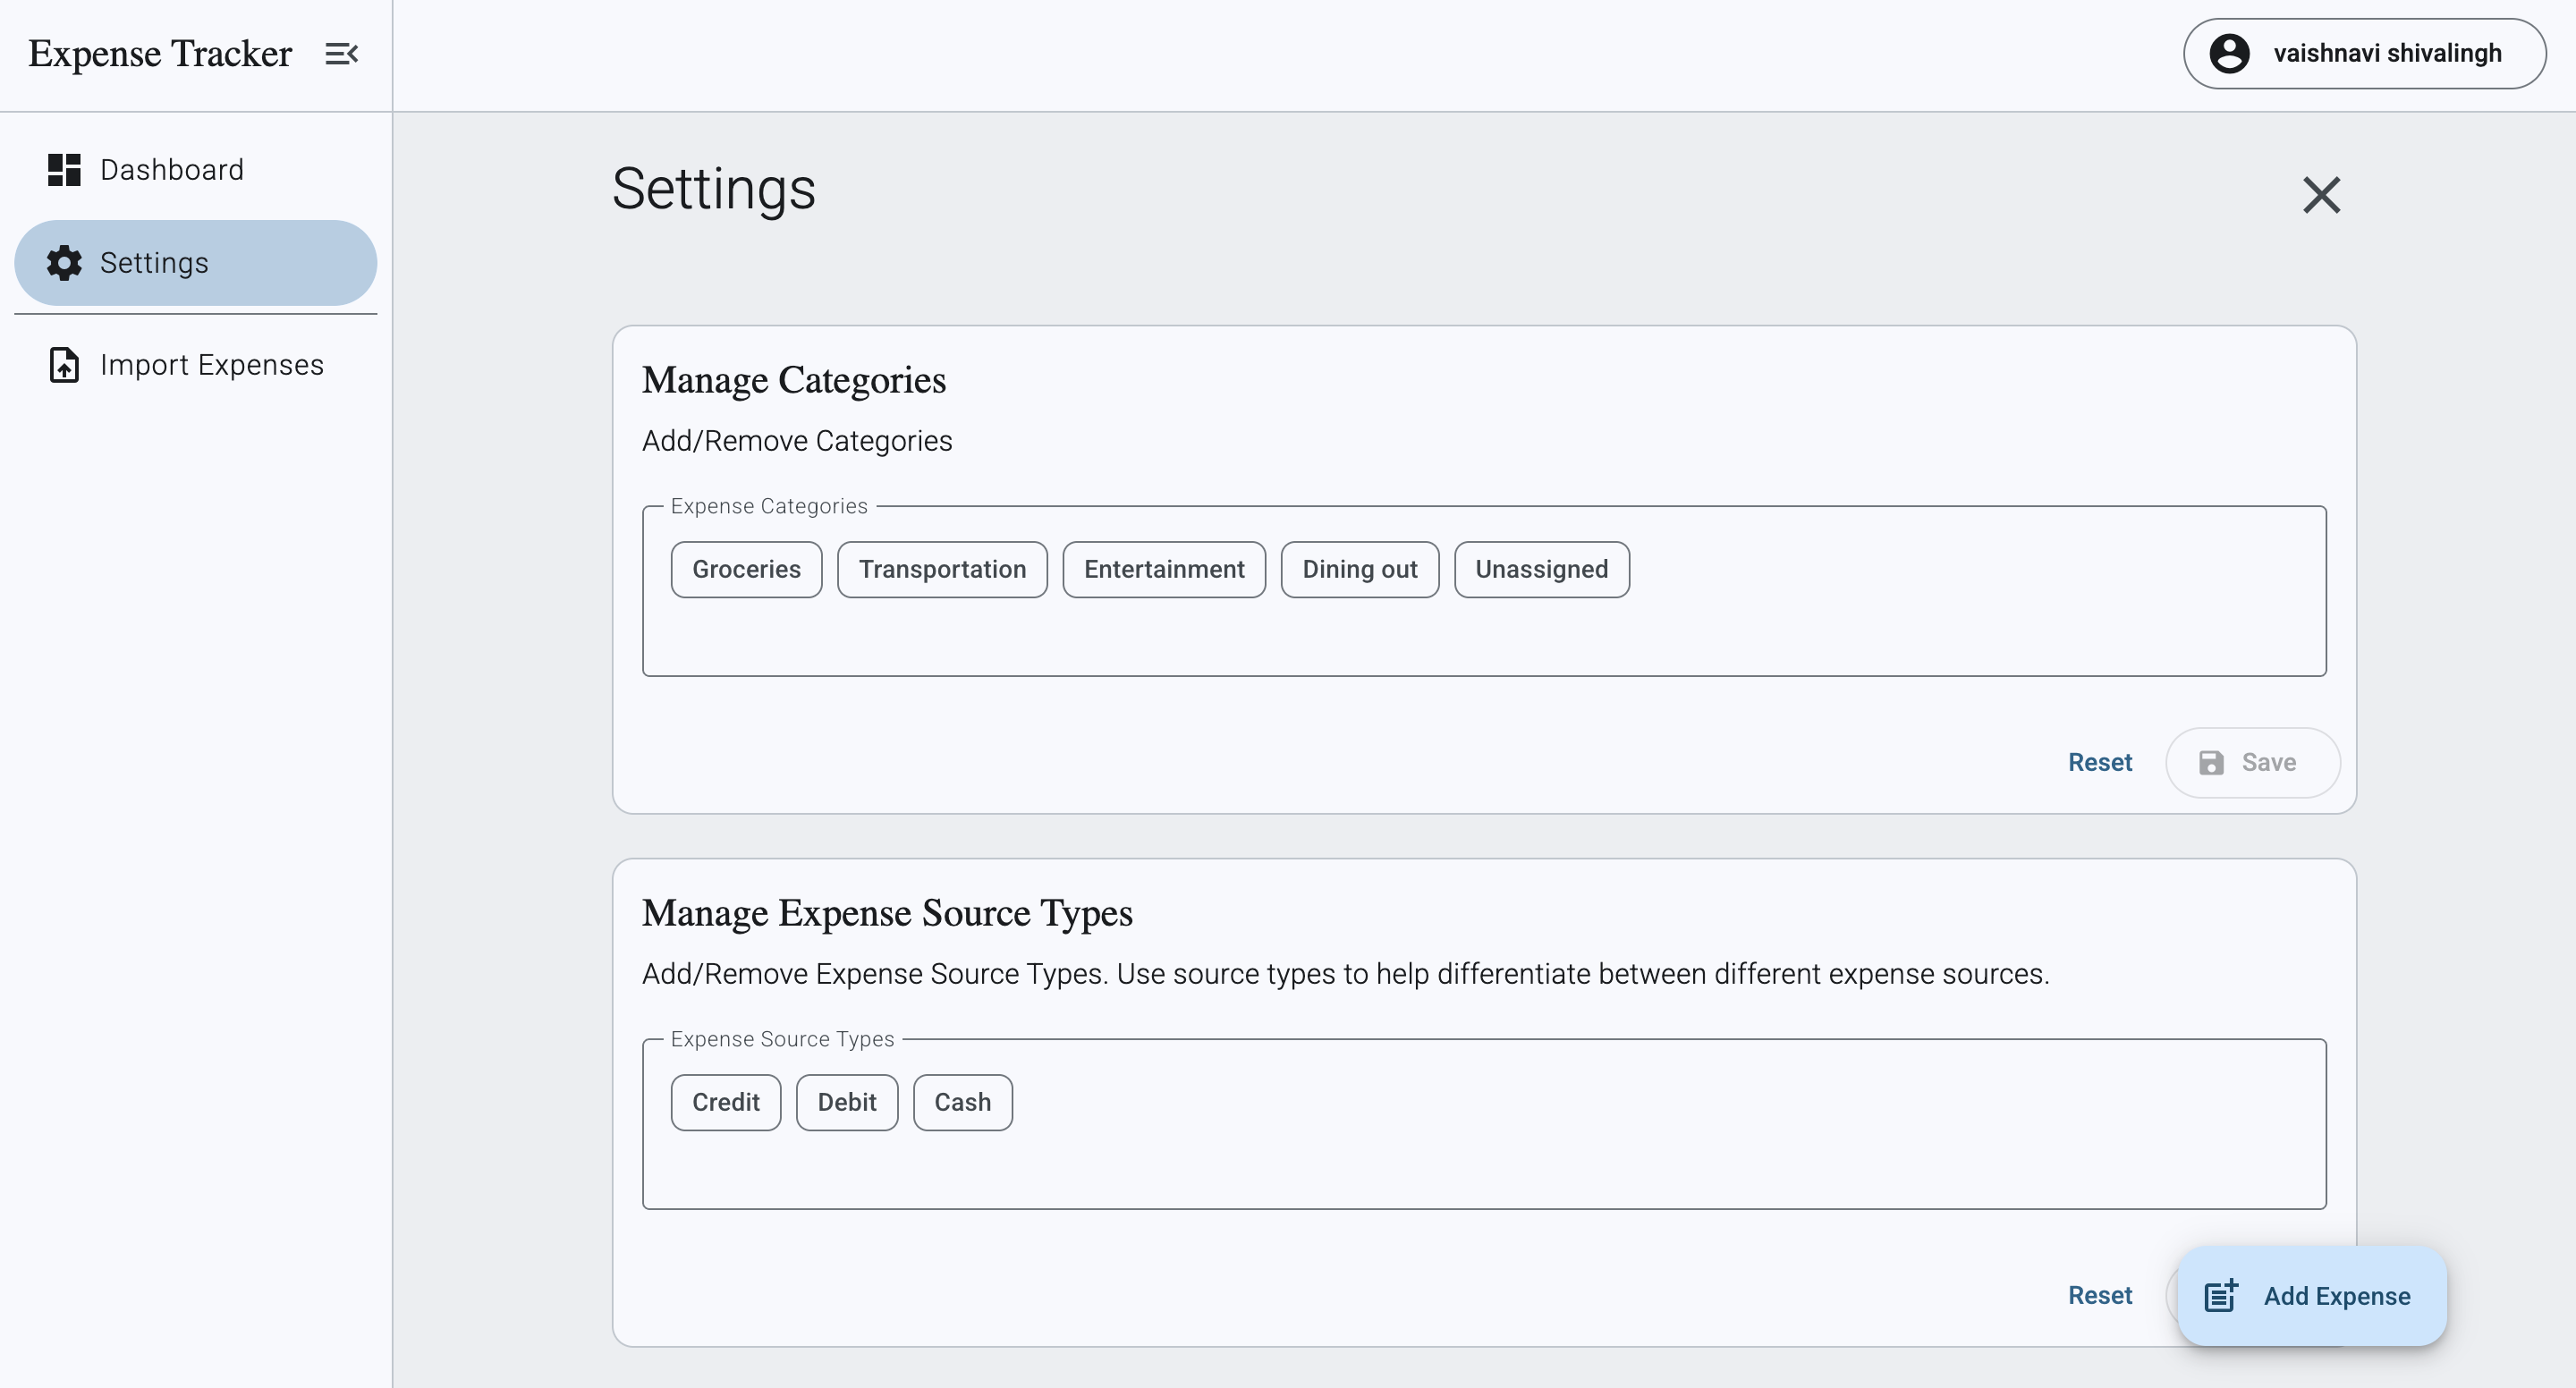 Expense Tracker
vaishnavi shivalingh
Dashboard
Settings
Import Expenses
Settings
Manage Categories
Add/Remove Categories
Expense Categories
Groceries
Transportation
Entertainment
Dining out
Unassigned
Reset
Save
Manage Expense Source Types
Add/Remove Expense Source Types. Use source types to help differentiate between different expense sources.
Expense Source Types
Credit
Debit
Cash
Reset
Add Expense